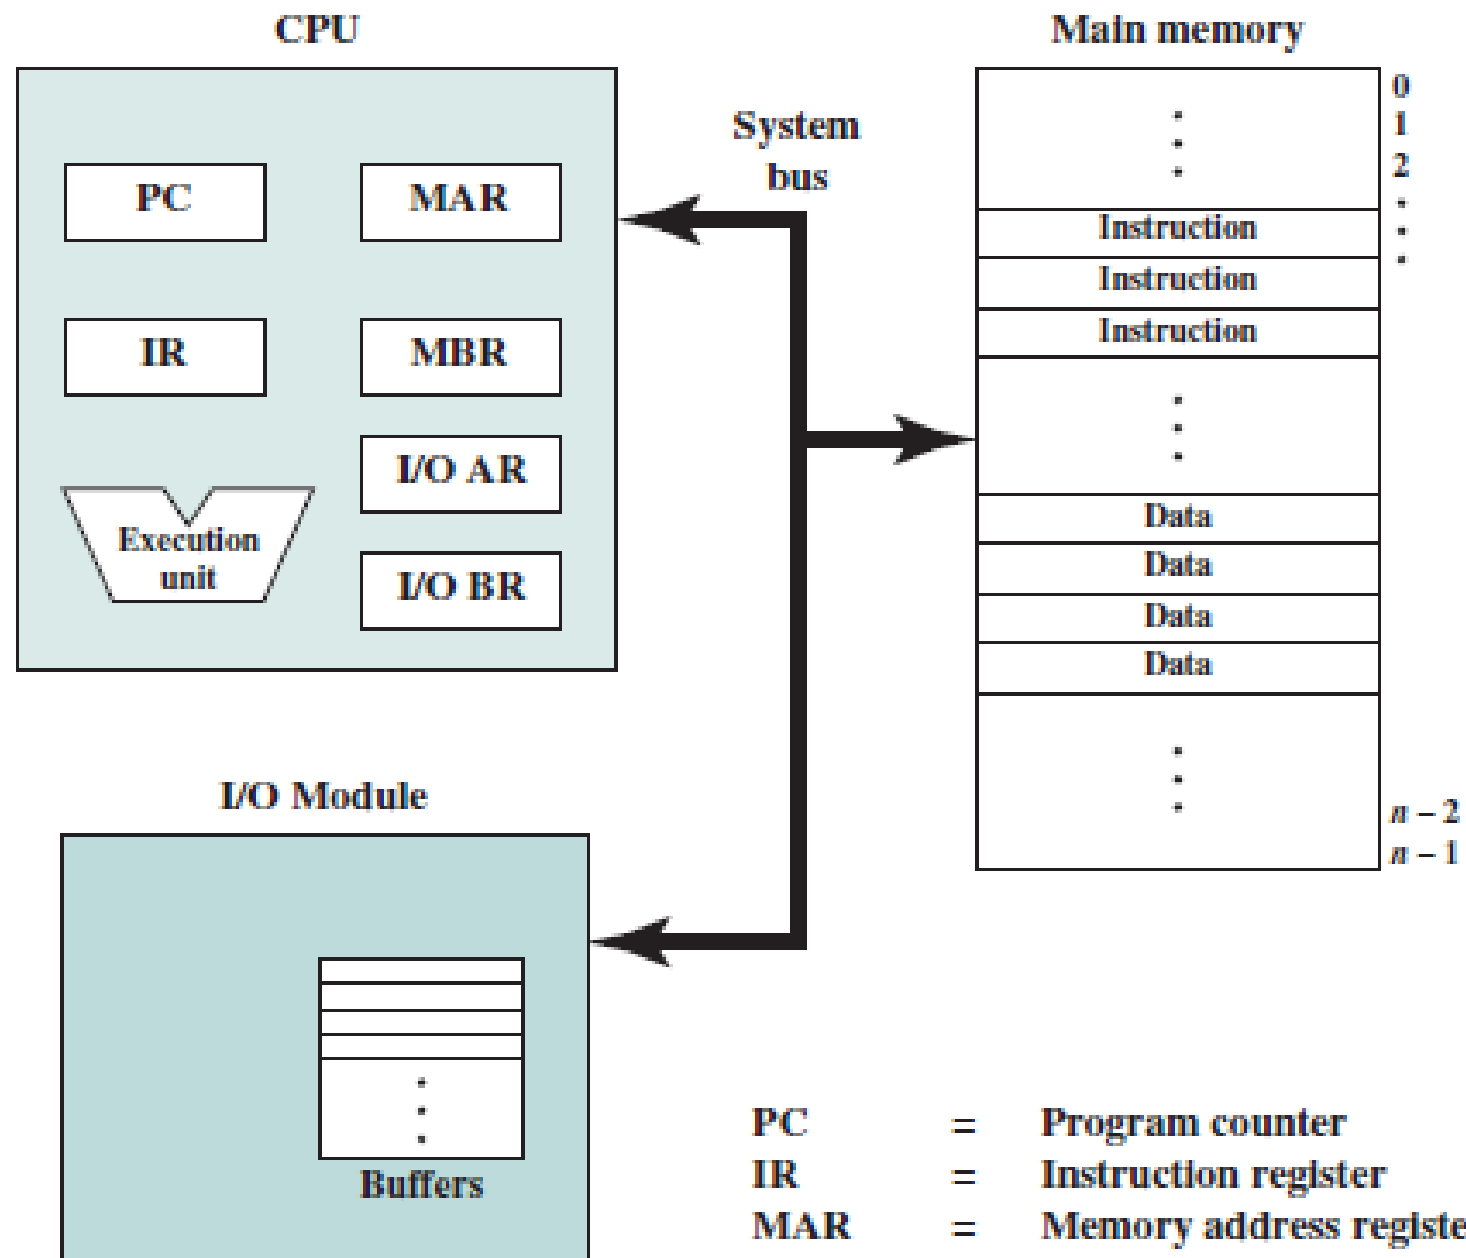 CPU
PC
MAR
IR
MBR
I/O AR
Execution
unit
I/O BR
System
bus
Main memory
0
1
2
Instruction
Instruction
Instruction
Data
Data
Data
Data
n – 2
n – 1
I/O Module
Buffers
PC = Program counter
IR = Instruction register
MAR = Memory address registe